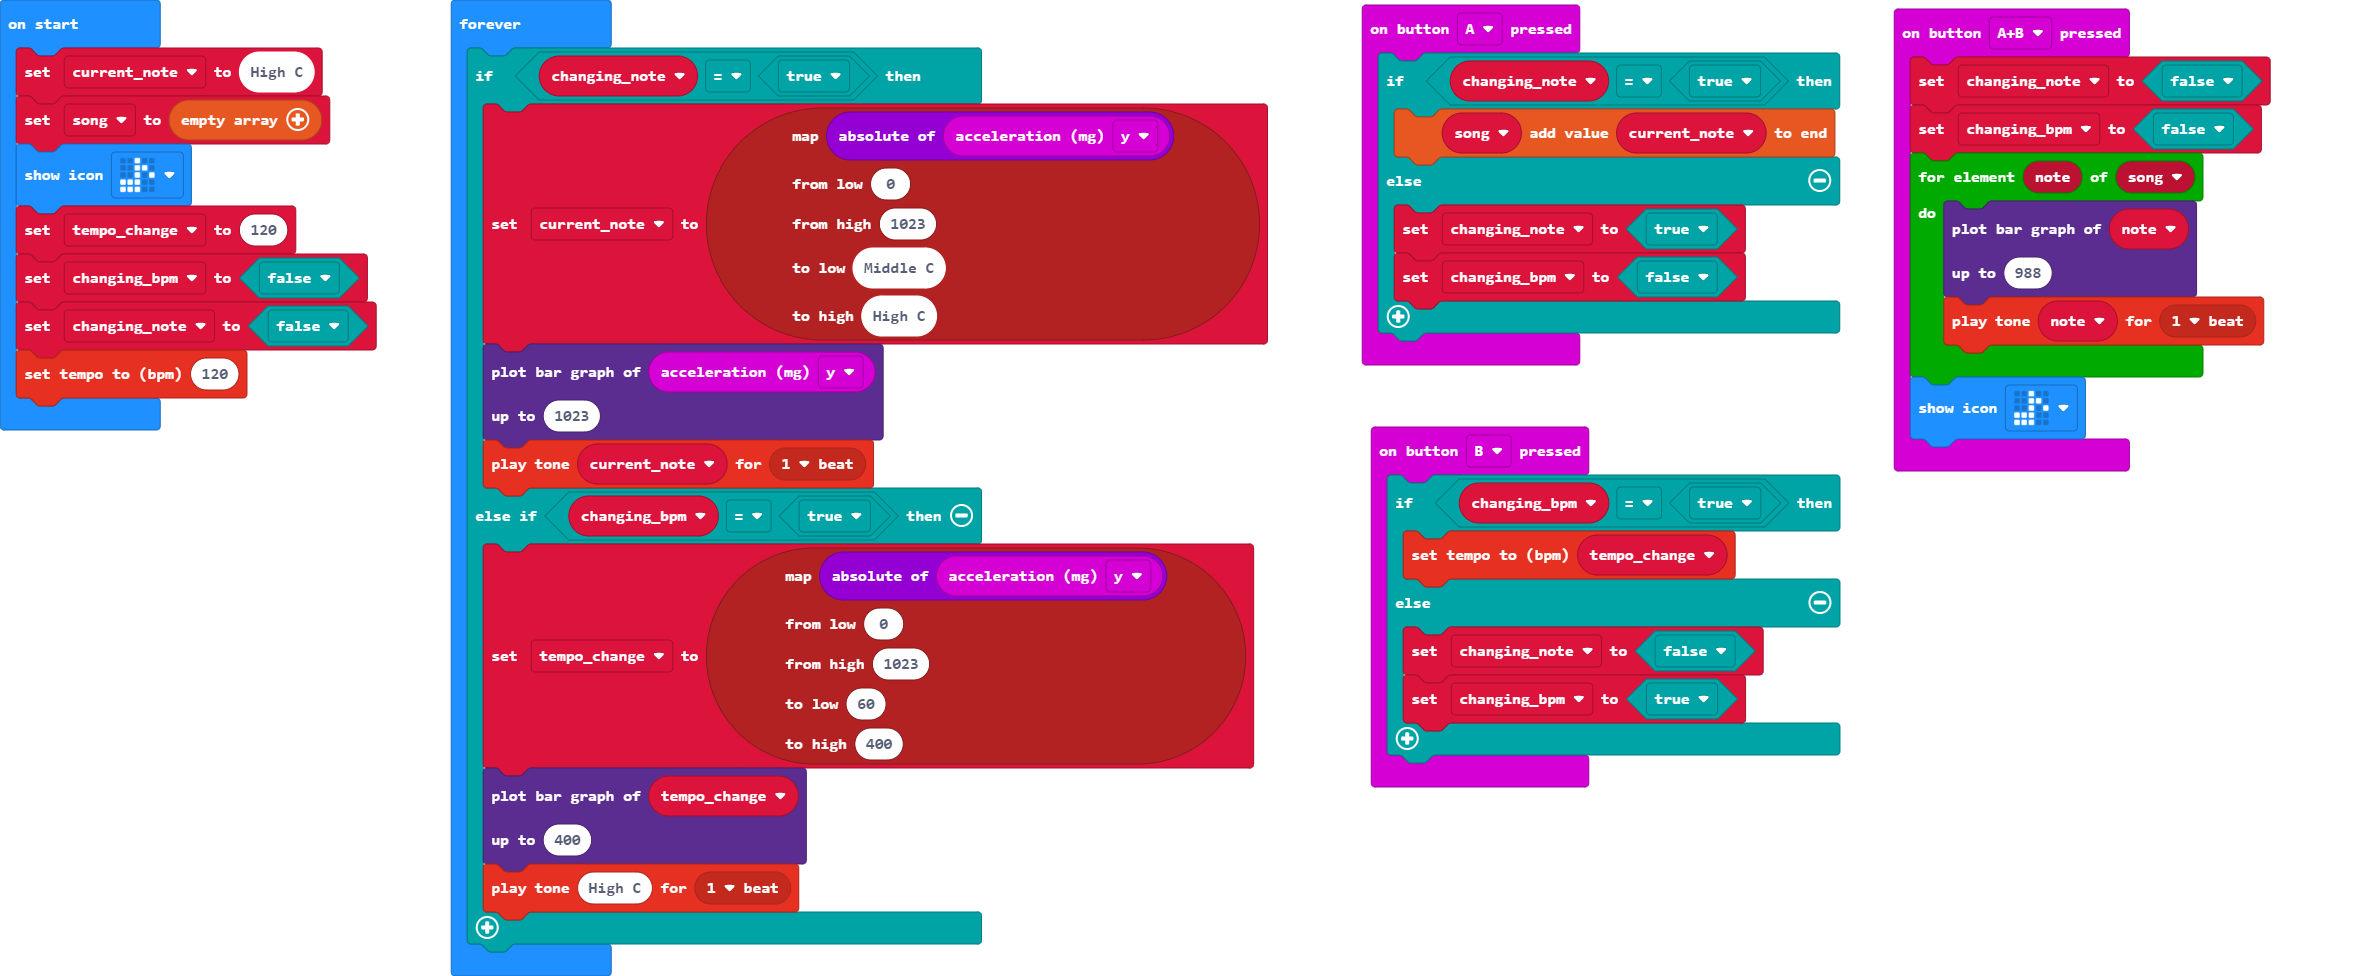 on start
set current_note to High C
set song to empty array
show icon
set tempo_change to 120
set changing_bpm to false
set changing_note to false
set tempo to (bpm) 120
forever
if changing_note = true then
set current_note to
map absolute of acceleration (mg) y
from low 0
from high 1023
to low Middle C
to high High C
plot bar graph of acceleration (mg) y
up to 1023
play tone current_note for 1 beat
else if changing_bpm = true then
set tempo_change to
map absolute of acceleration (mg) y
from low 0
from high 1023
to low 60
to high 400
plot bar graph of tempo_change
up to 400
play tone High C for 1 beat
on button A pressed
if changing_note = true then
song add value current_note to end
else
set changing_note to true
set changing_bpm to false
on button B pressed
if changing_bpm = true then
set tempo to (bpm) tempo_change
else
set changing_note to false
set changing_bpm to true
on button A+B pressed
set changing_note to false
set changing_bpm to false
for element note of song
do
plot bar graph of note
up to 988
play tone note for 1 beat
show icon